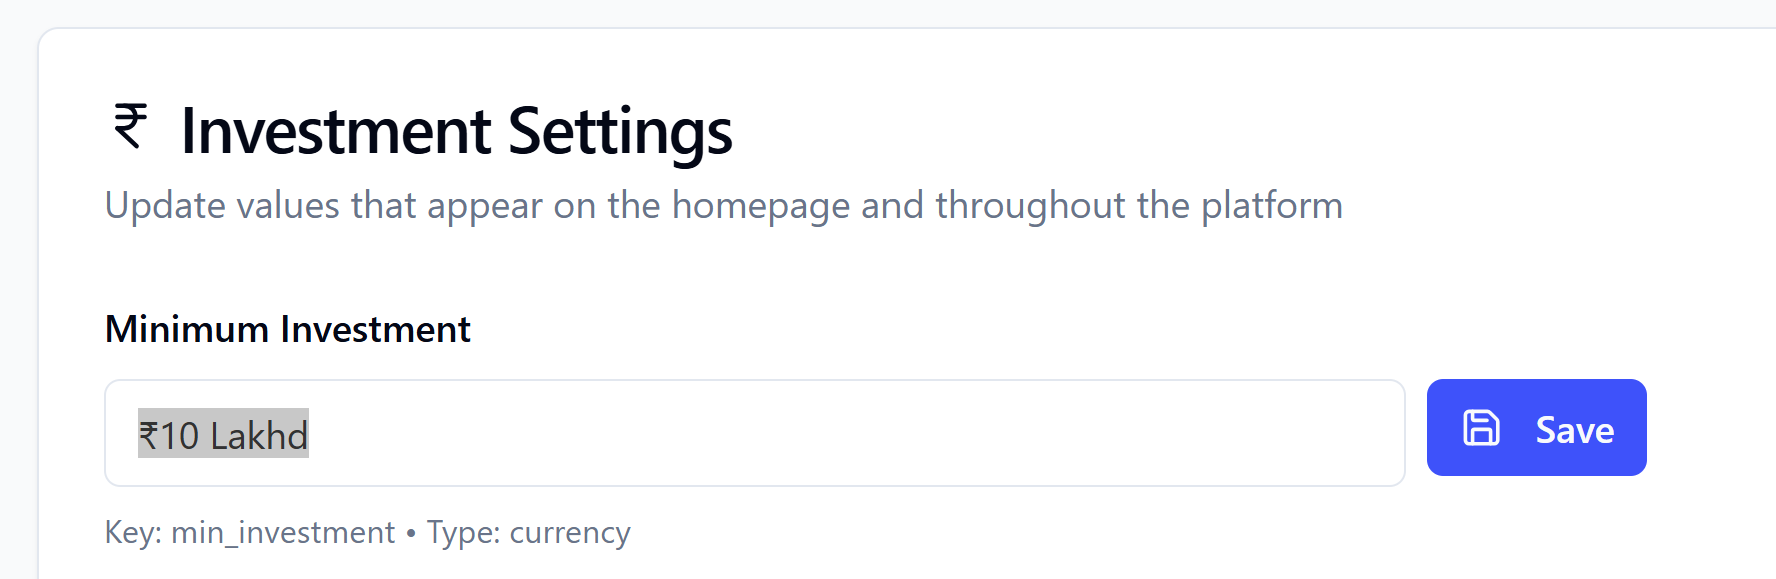 ₹ Investment Settings
Update values that appear on the homepage and throughout the platform
Minimum Investment
₹10 Lakhd
Save
Key: min_investment • Type: currency